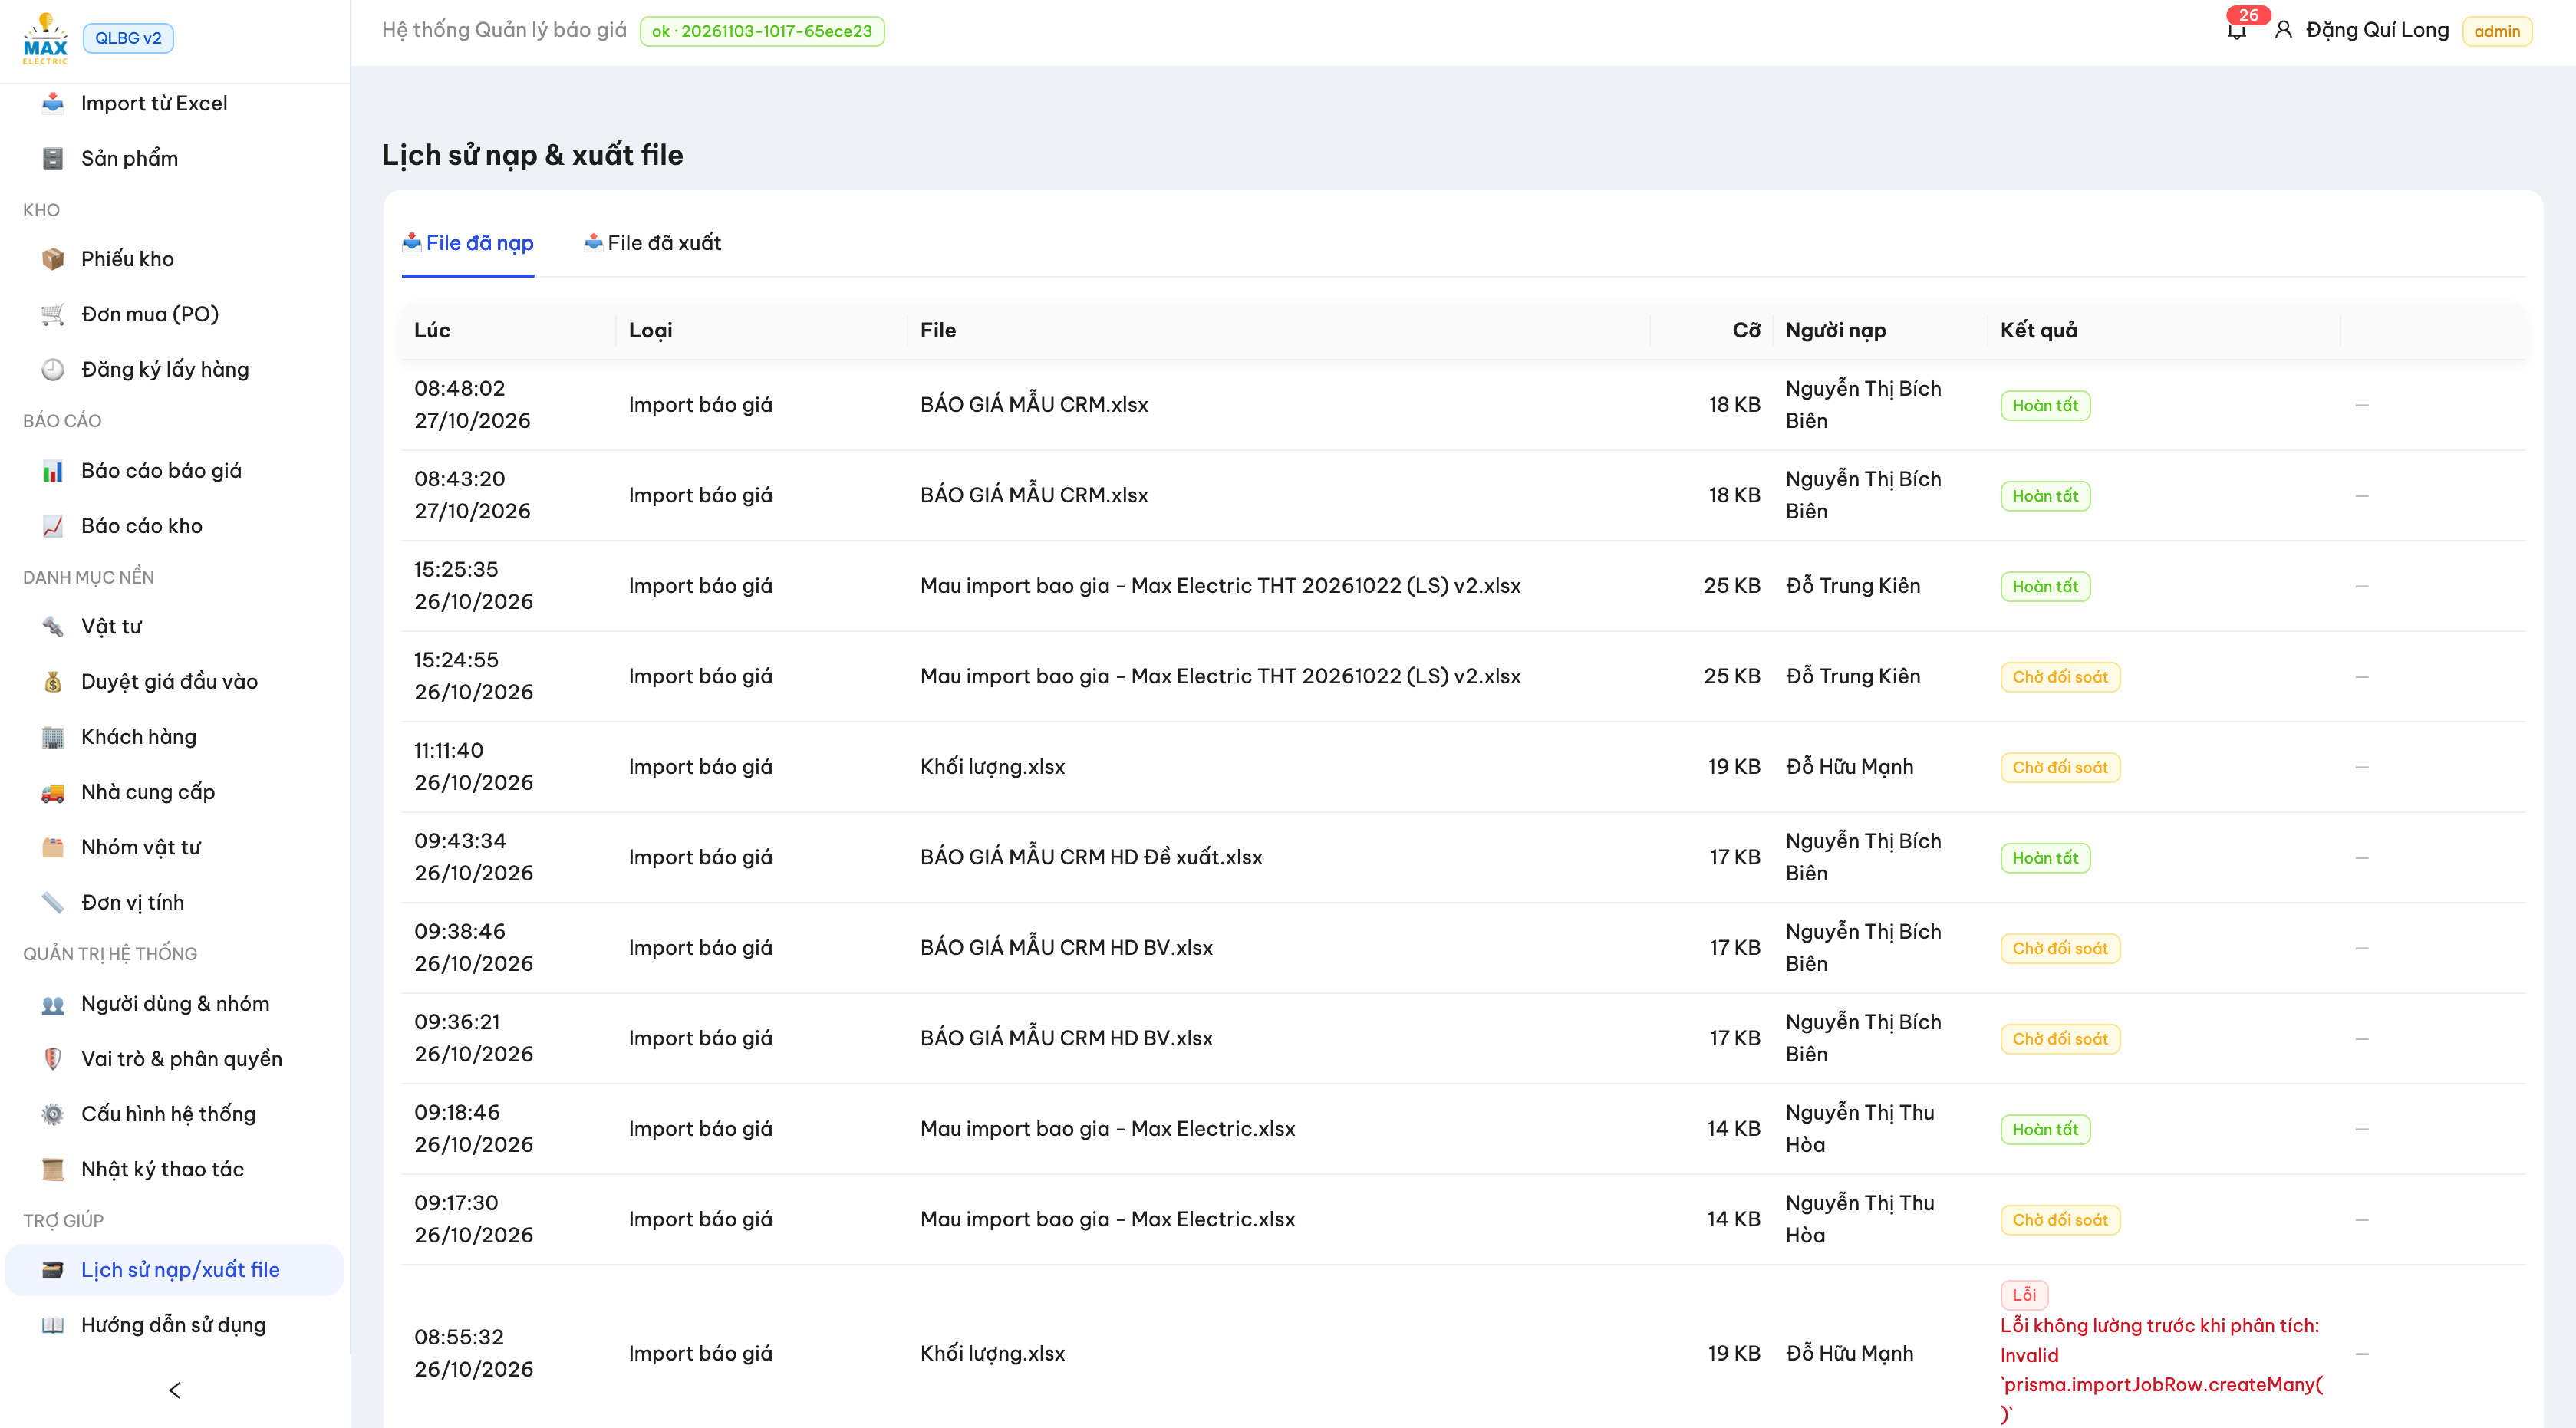 MAX
ELECTRIC
QLBG v2
Hệ thống Quản lý báo giá
ok · 20261103-1017-65ece23
26
Đặng Quí Long
admin
Import từ Excel
Sản phẩm
KHO
Phiếu kho
Đơn mua (PO)
Đăng ký lấy hàng
BÁO CÁO
Báo cáo báo giá
Báo cáo kho
DANH MỤC NỀN
Vật tư
Duyệt giá đầu vào
Khách hàng
Nhà cung cấp
Nhóm vật tư
Đơn vị tính
QUẢN TRỊ HỆ THỐNG
Người dùng & nhóm
Vai trò & phân quyền
Cấu hình hệ thống
Nhật ký thao tác
TRỢ GIÚP
Lịch sử nạp/xuất file
Hướng dẫn sử dụng
Lịch sử nạp & xuất file
File đã nạp
File đã xuất
Lúc Loại File Cỡ Người nạp Kết quả
08:48:02
27/10/2026
Import báo giá
BÁO GIÁ MẪU CRM.xlsx
18 KB
Nguyễn Thị Bích
Biên
Hoàn tất
—
08:43:20
27/10/2026
Import báo giá
BÁO GIÁ MẪU CRM.xlsx
18 KB
Nguyễn Thị Bích
Biên
Hoàn tất
—
15:25:35
26/10/2026
Import báo giá
Mau import bao gia - Max Electric THT 20261022 (LS) v2.xlsx
25 KB
Đỗ Trung Kiên
Hoàn tất
—
15:24:55
26/10/2026
Import báo giá
Mau import bao gia - Max Electric THT 20261022 (LS) v2.xlsx
25 KB
Đỗ Trung Kiên
Chờ đối soát
—
11:11:40
26/10/2026
Import báo giá
Khối lượng.xlsx
19 KB
Đỗ Hữu Mạnh
Chờ đối soát
—
09:43:34
26/10/2026
Import báo giá
BÁO GIÁ MẪU CRM HD Đề xuất.xlsx
17 KB
Nguyễn Thị Bích
Biên
Hoàn tất
—
09:38:46
26/10/2026
Import báo giá
BÁO GIÁ MẪU CRM HD BV.xlsx
17 KB
Nguyễn Thị Bích
Biên
Chờ đối soát
—
09:36:21
26/10/2026
Import báo giá
BÁO GIÁ MẪU CRM HD BV.xlsx
17 KB
Nguyễn Thị Bích
Biên
Chờ đối soát
—
09:18:46
26/10/2026
Import báo giá
Mau import bao gia - Max Electric.xlsx
14 KB
Nguyễn Thị Thu
Hòa
Hoàn tất
—
09:17:30
26/10/2026
Import báo giá
Mau import bao gia - Max Electric.xlsx
14 KB
Nguyễn Thị Thu
Hòa
Chờ đối soát
—
08:55:32
26/10/2026
Import báo giá
Khối lượng.xlsx
19 KB
Đỗ Hữu Mạnh
Lỗi
Lỗi không lường trước khi phân tích:
Invalid
`prisma.importJobRow.createMany(
)`
—